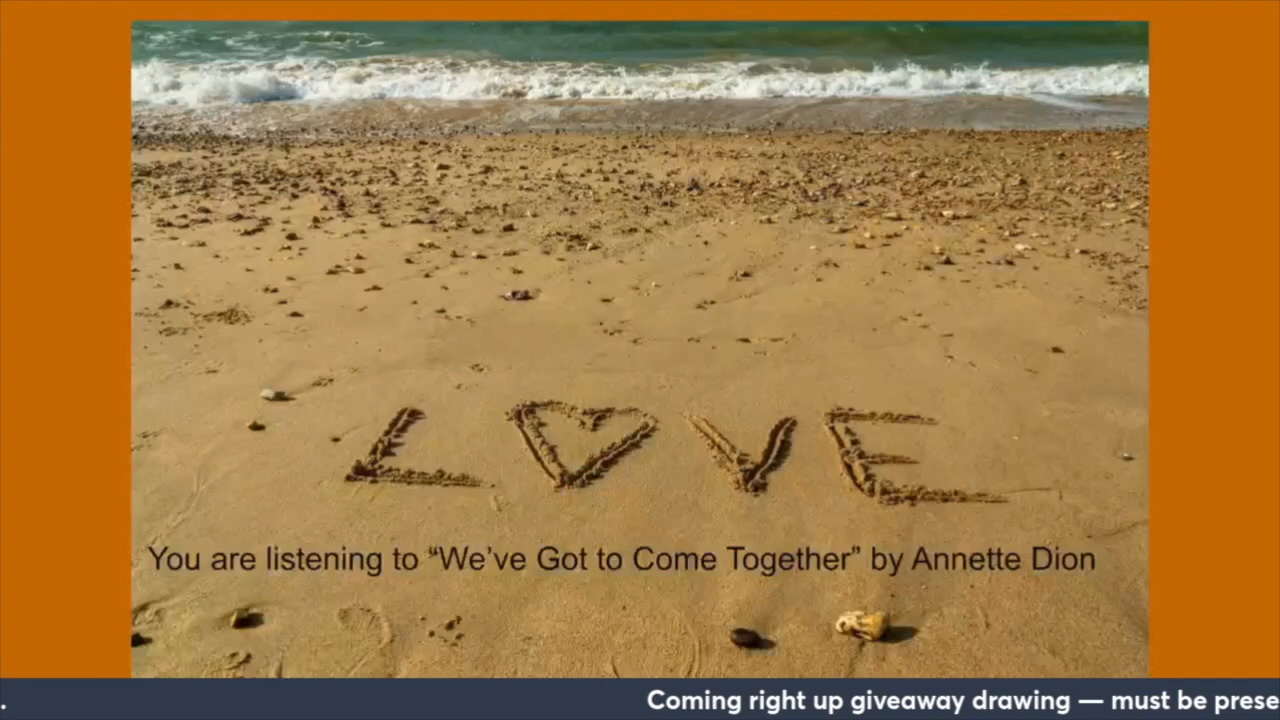 LOVE
You are listening to “We’ve Got to Come Together” by Annette Dion
. Coming right up giveaway drawing — must be